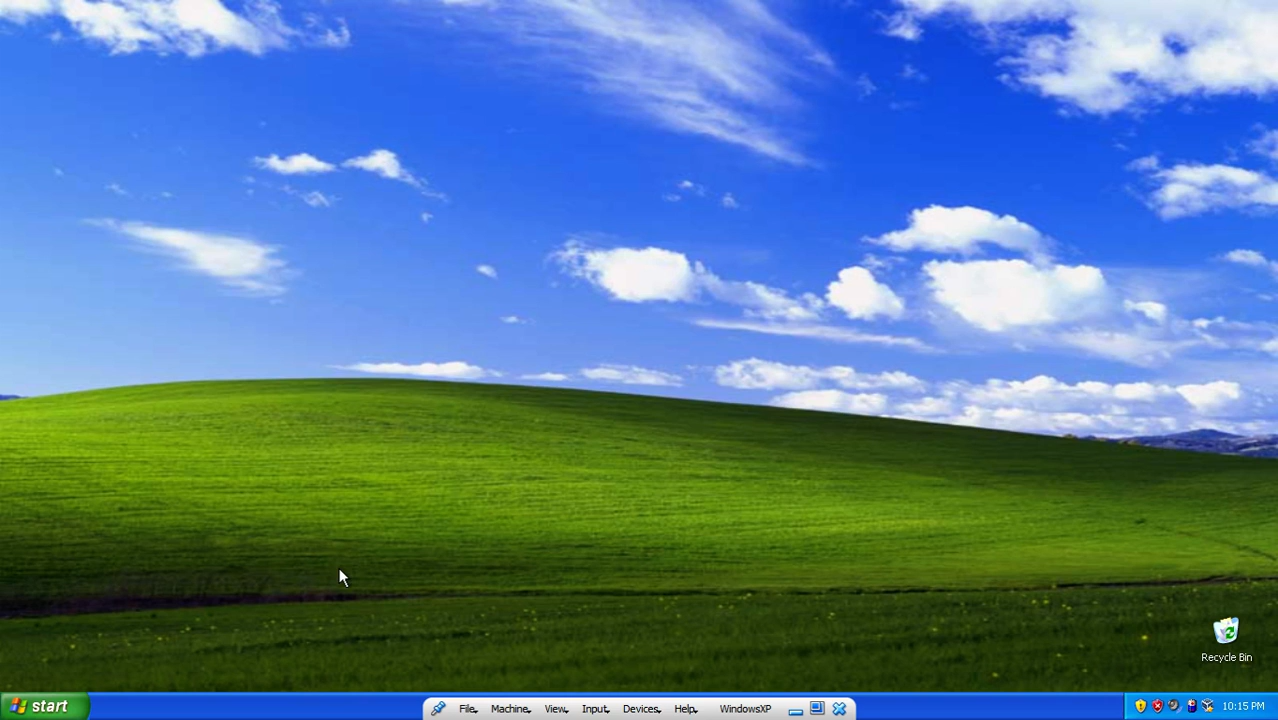 Recycle Bin
start
File Machine View Input Devices Help WindowsXP
10:15 PM